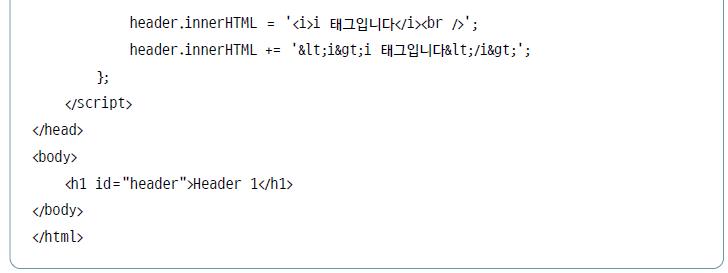 header.innerHTML = '<i>i 태그입니다</i><br />';
header.innerHTML += '&lt;i&gt;i 태그입니다&lt;/i&gt;';
};
</script>
</head>
<body>
<h1 id="header">Header 1</h1>
</body>
</html>